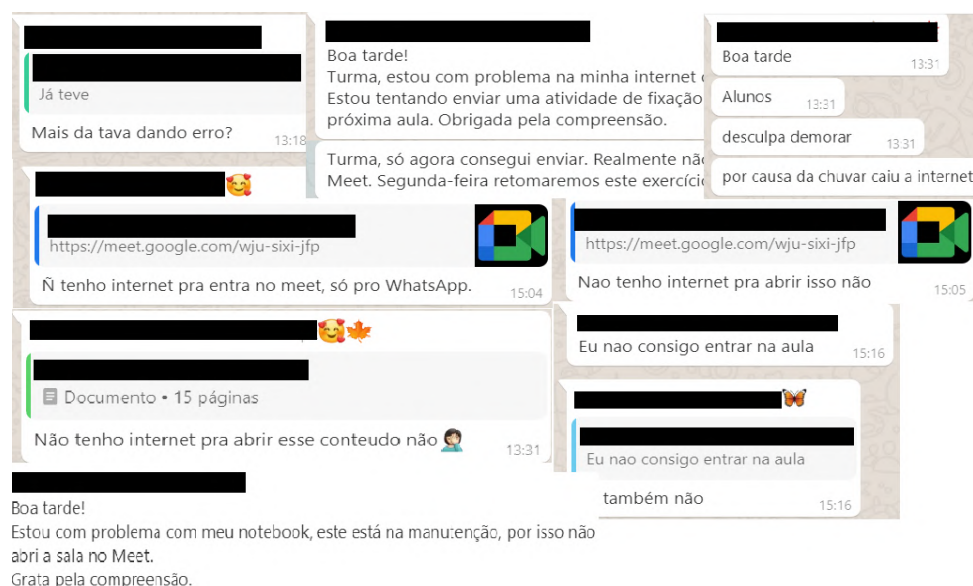 Já teve
Mais da tava dando erro?
13:18
Boa tarde!
Turma, estou com problema na minha internet
Estou tentando enviar uma atividade de fixação
próxima aula. Obrigada pela compreensão.
Turma, só agora consegui enviar. Realmente
Meet. Segunda-feira retomaremos este
Boa tarde
13:31
Alunos
13:31
desculpa demorar
13:31
por causa da chuvar caiu a internet
https://meet.google.com/wju-sixi-jfp
Ñ tenho internet pra entra no meet, só pro WhatsApp.
15:04
https://meet.google.com/wju-sixi-jfp
Nao tenho internet pra abrir isso não
15:05
Documento • 15 páginas
Não tenho internet pra abrir esse conteudo não
13:31
Eu nao consigo entrar na aula
15:16
Eu nao consigo entrar na aula
também não
15:16
Boa tarde!
Estou com problema com meu notebook, este está na manutenção, por isso não
abri a sala no Meet.
Grata pela compreensão.